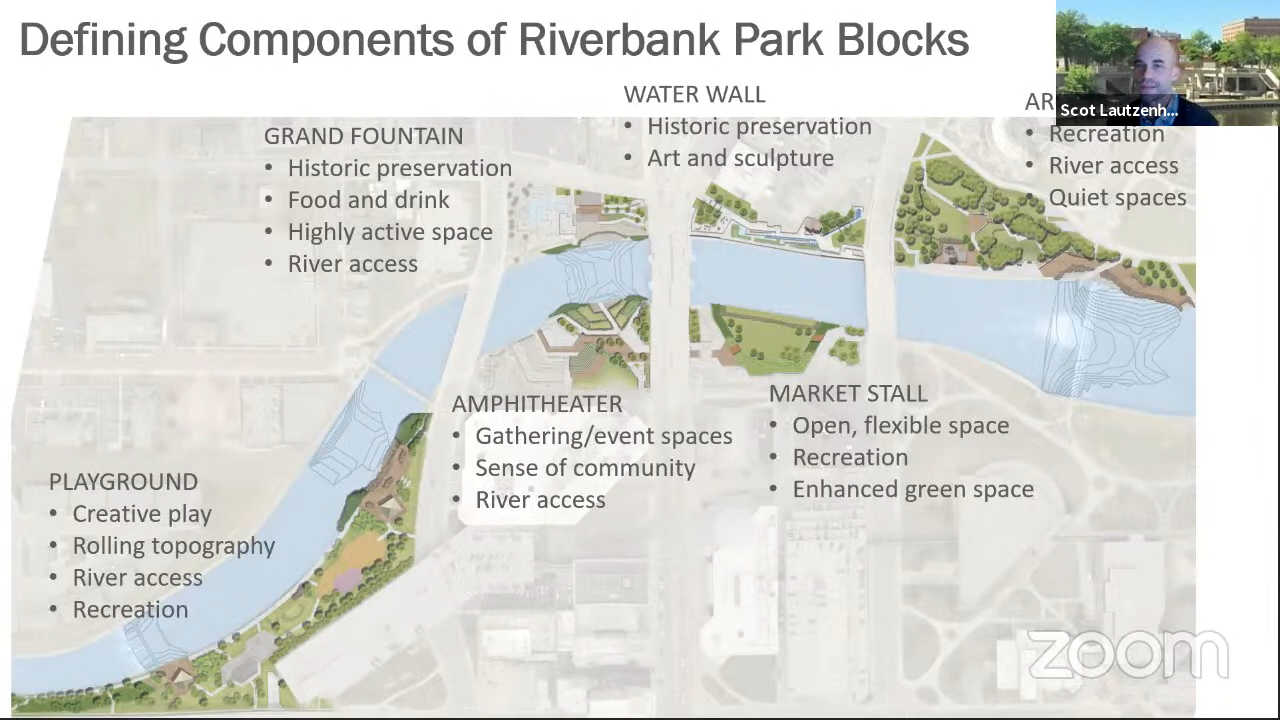 Defining Components of Riverbank Park Blocks
Scot Lautzenh...
WATER WALL
• Historic preservation
• Art and sculpture
AR
• Recreation
• River access
• Quiet spaces
GRAND FOUNTAIN
• Historic preservation
• Food and drink
• Highly active space
• River access
AMPHITHEATER
• Gathering/event spaces
• Sense of community
• River access
MARKET STALL
• Open, flexible space
• Recreation
• Enhanced green space
PLAYGROUND
• Creative play
• Rolling topography
• River access
• Recreation
zoom